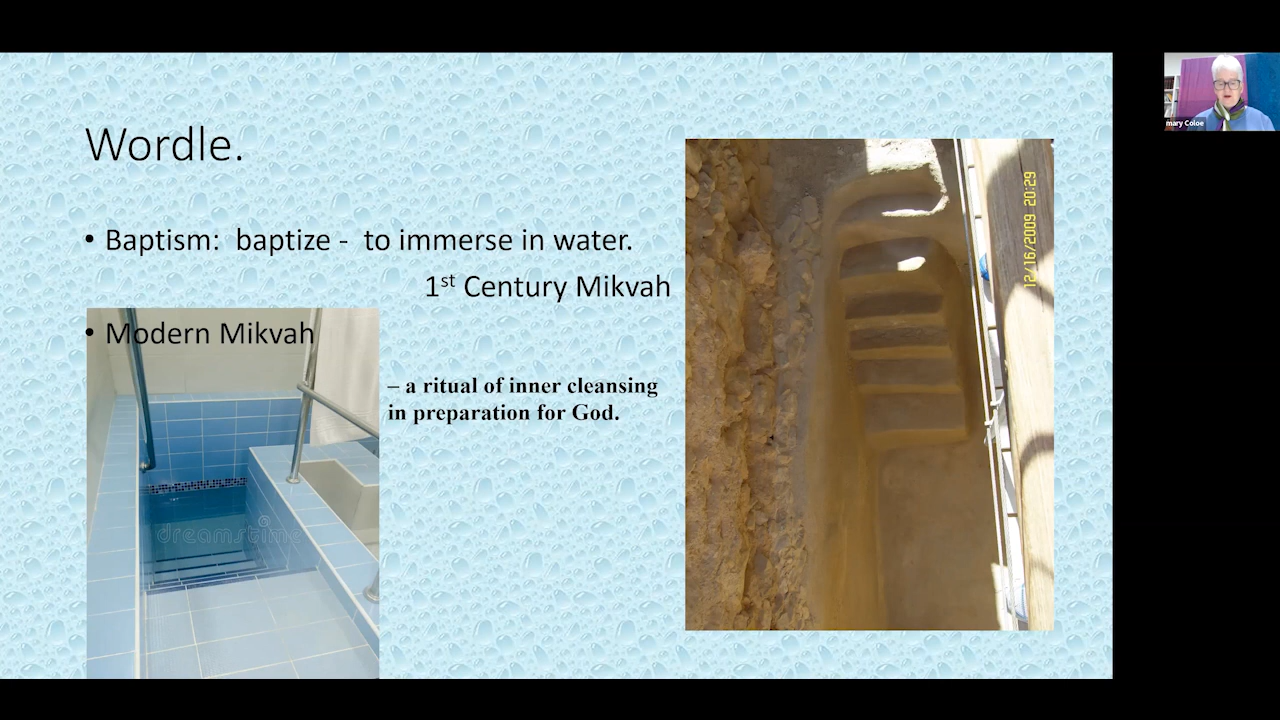 Wordle.
• Baptism: baptize - to immerse in water.
1st Century Mikvah
• Modern Mikvah
– a ritual of inner cleansing
in preparation for God.
dreamstime
12/16/2009 20:29
mary Coloe